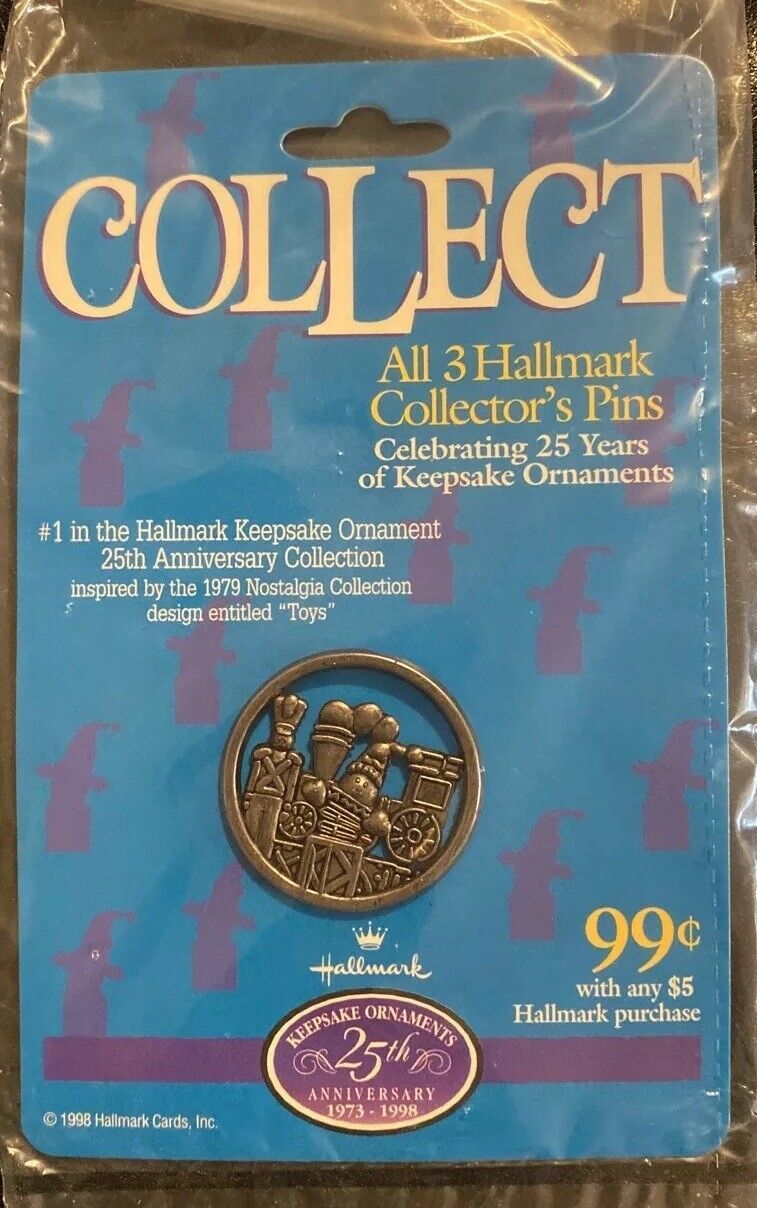 COLLECT
All 3 Hallmark
Collector's Pins
Celebrating 25 Years
of Keepsake Ornaments
#1 in the Hallmark Keepsake Ornament
25th Anniversary Collection
inspired by the 1979 Nostalgia Collection
design entitled "Toys"
99¢
with any $5
Hallmark purchase
Hallmark
KEEPSAKE ORNAMENTS
25th
ANNIVERSARY
1973 - 1998
© 1998 Hallmark Cards, Inc.